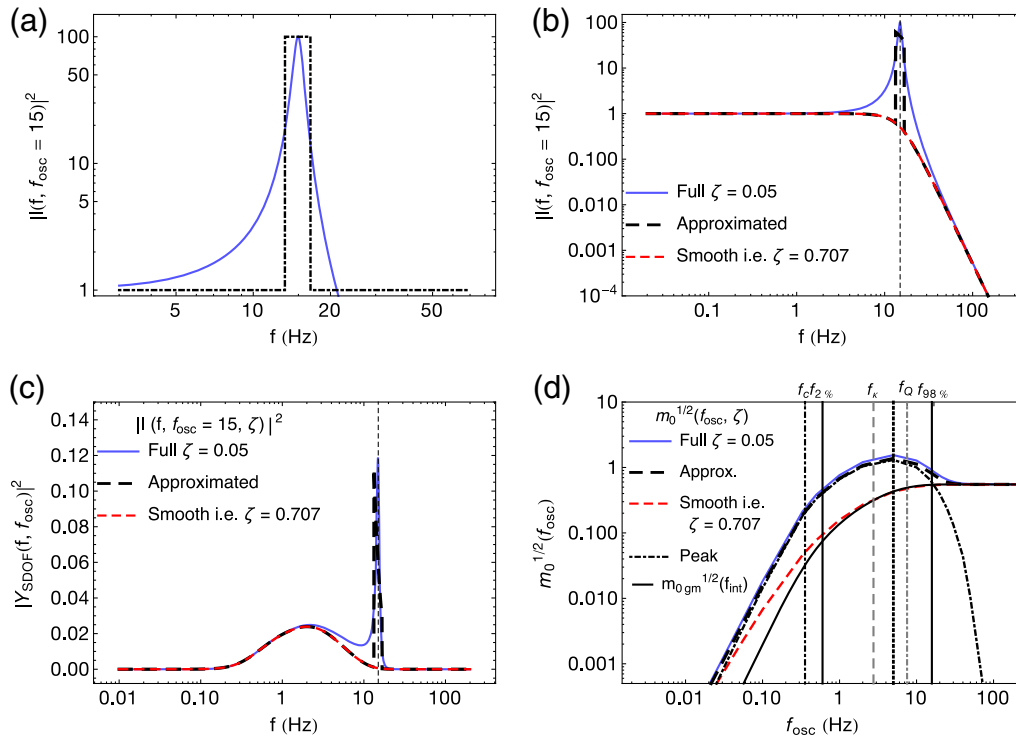 (a)
100
50
10
5
1
5
10
20
50
f (Hz)
||I(f, f_osc = 15)|²
(b)
100
10
1
0.100
0.010
0.001
10⁻⁴
0.1
1
10
100
f (Hz)
||I(f, f_osc = 15)|²
Full ζ = 0.05
Approximated
Smooth i.e. ζ = 0.707
(c)
0.14
0.12
0.10
0.08
0.06
0.04
0.02
0.00
0.01
0.10
1
10
100
f (Hz)
|Y_SDOF(f, f_osc)|²
|I (f, f_osc = 15, ζ) |²
Full ζ = 0.05
Approximated
Smooth i.e. ζ = 0.707
(d)
f_c f_2 %
f_κ
f_Q
f_98 %
10
1
0.100
0.010
0.001
0.01
0.10
1
10
100
f_osc (Hz)
m_0^1/2(f_osc)
m_0^1/2(f_osc, ζ)
Full ζ = 0.05
Approx.
Smooth i.e.
ζ = 0.707
Peak
m_0 gm^1/2(f_int)